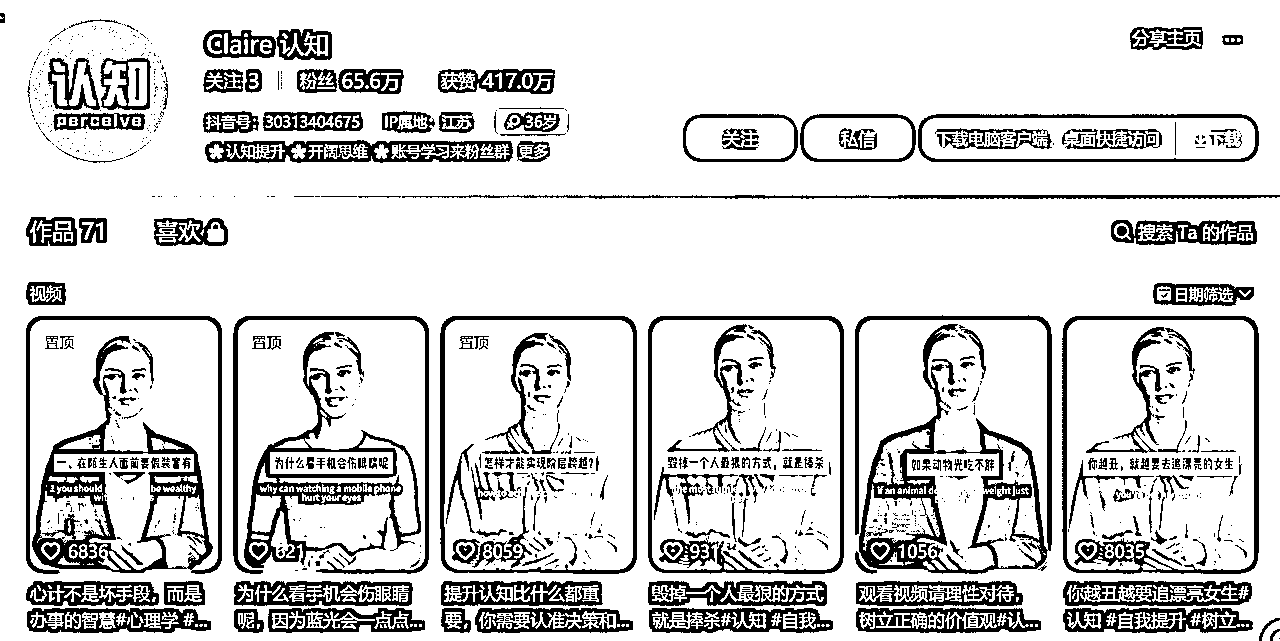 认知
perceive
Claire 认知
关注 3 粉丝 65.6万 获赞 417.0万
抖音号：30313404675 IP属地：江苏 36岁
认知提升 开阔思维 账号学习来粉丝群 更多
分享主页 ...
关注 私信 下载电脑客户端，桌面快捷访问 下载
作品 71 喜欢
搜索 Ta 的作品
视频
日期筛选
置顶
一、在陌生人面前要假装富有
you should be wealthy
6836
心计不是坏手段，而是
办事的智慧#心理学 #...
置顶
为什么看手机会伤眼睛呢
why can watching a mobile phone
hurt your eyes
821
为什么看手机会伤眼睛
呢，因为蓝光会一点点...
置顶
怎样才能实现阶层跨越?
8059
提升认知比什么都重
要，你需要认准决策和...
毁掉一个人最狠的方式，就是捧杀
931
毁掉一个人最狠的方式
就是捧杀#认知 #自我...
如果动物光吃不胖
if an animal weight just
1056
观看视频请理性对待，
树立正确的价值观#认...
你越丑，就越要去追漂亮的女生
8035
你越丑越要追漂亮女生#
认知 #自我提升 #树立...